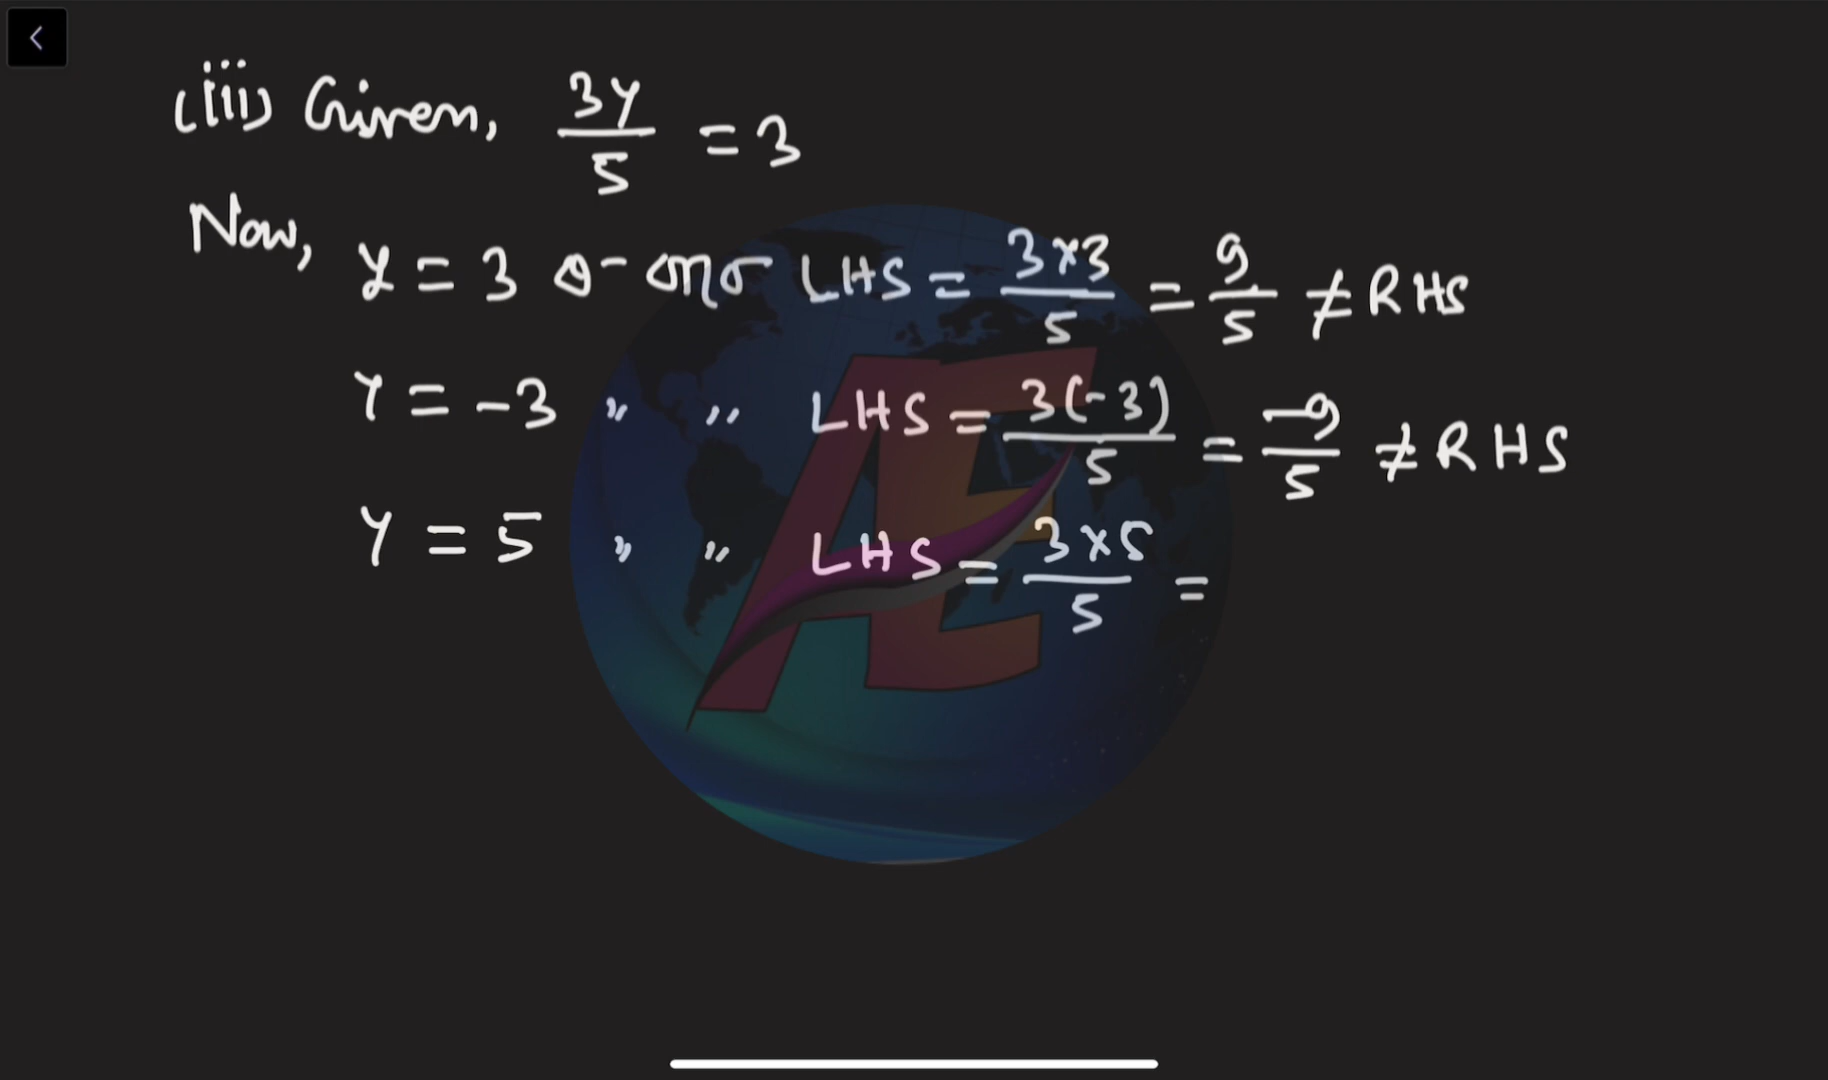 (iii) Given, 3Y/5 = 3
Now, Y = 3 LHS = 3×3/5 = 9/5 ≠ RHS
Y = -3 " " LHS = 3(-3)/5 = -9/5 ≠ RHS
Y = 5 " " LHS = 3×5/5 =
AE